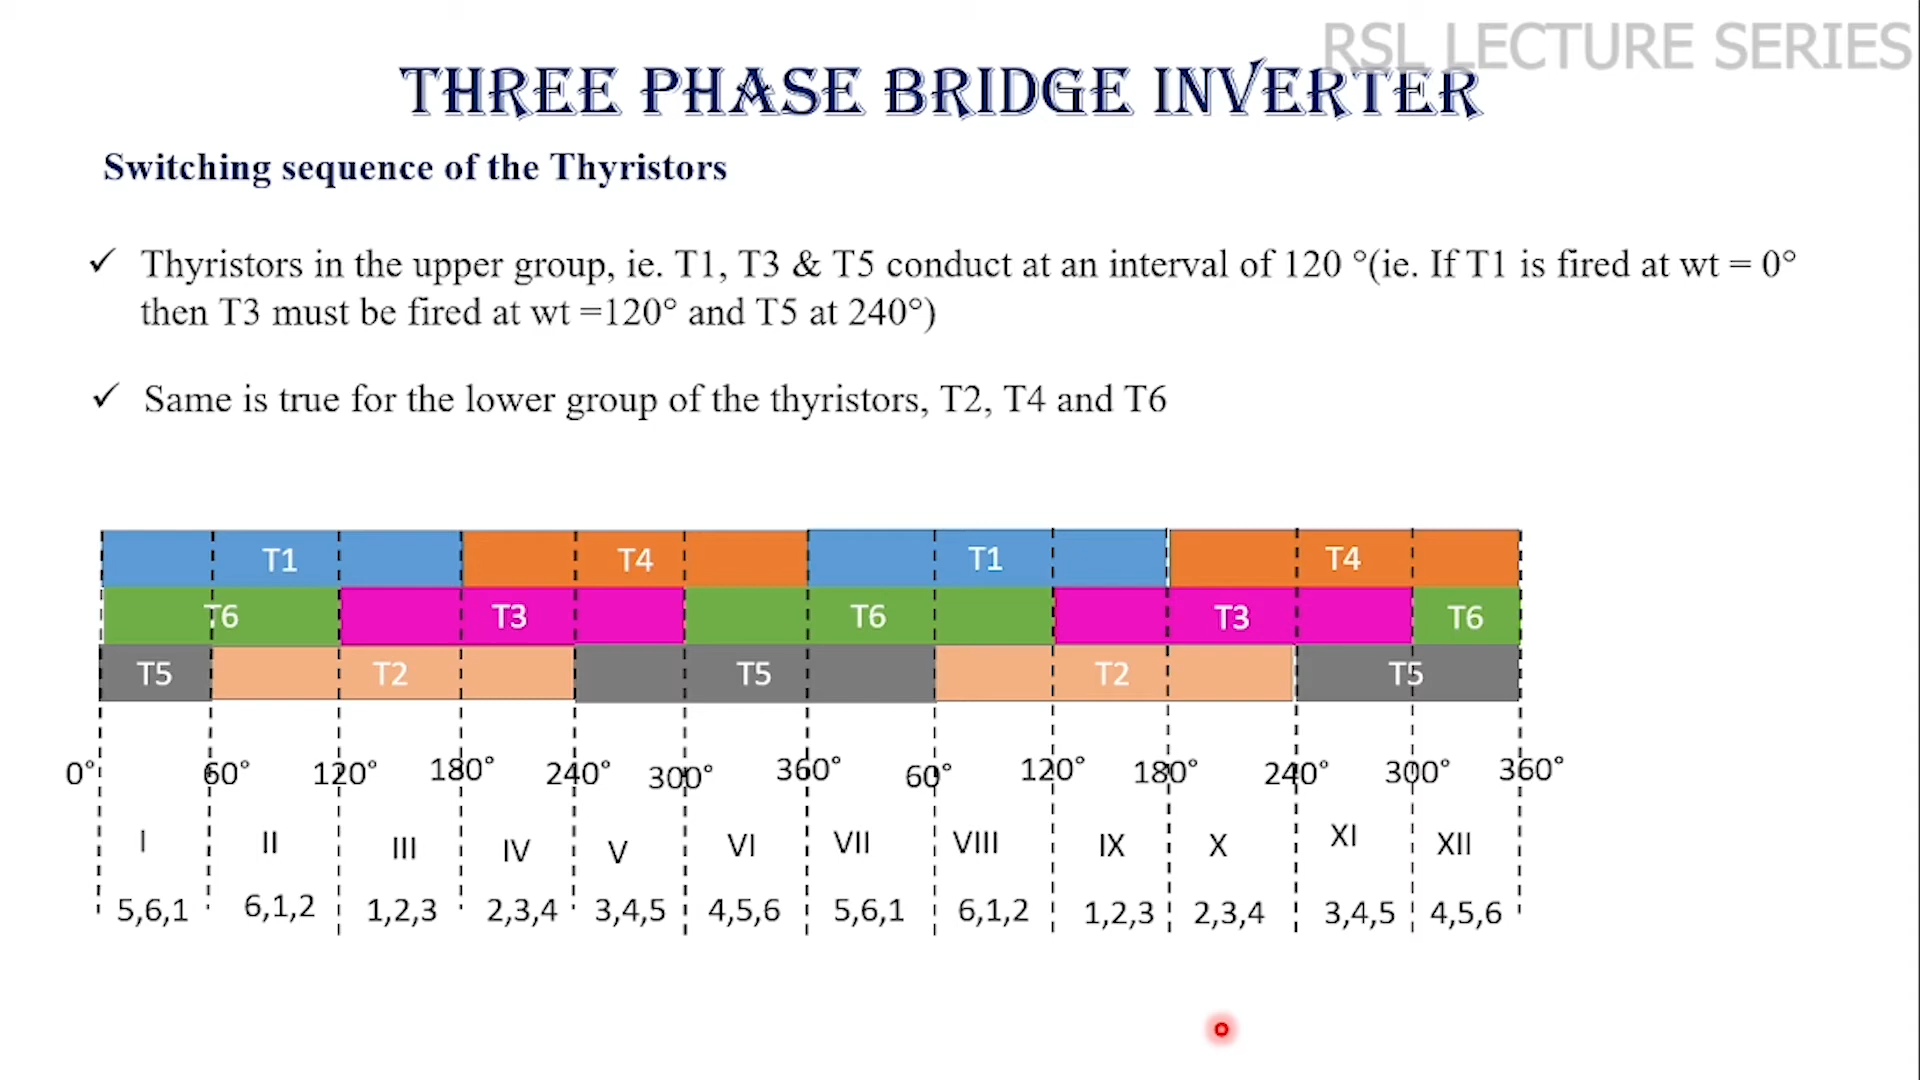 RSL LECTURE SERIES
THREE PHASE BRIDGE INVERTER
Switching sequence of the Thyristors
✓ Thyristors in the upper group, ie. T1, T3 & T5 conduct at an interval of 120 °(ie. If T1 is fired at wt = 0°
then T3 must be fired at wt =120° and T5 at 240°)
✓ Same is true for the lower group of the thyristors, T2, T4 and T6
T1 T4 T1 T4
T6 T3 T6 T3 T6
T5 T2 T5 T2 T5
0° 60° 120° 180° 240° 300° 360° 60° 120° 180° 240° 300° 360°
I II III IV V VI VII VIII IX X XI XII
5,6,1 6,1,2 1,2,3 2,3,4 3,4,5 4,5,6 5,6,1 6,1,2 1,2,3 2,3,4 3,4,5 4,5,6